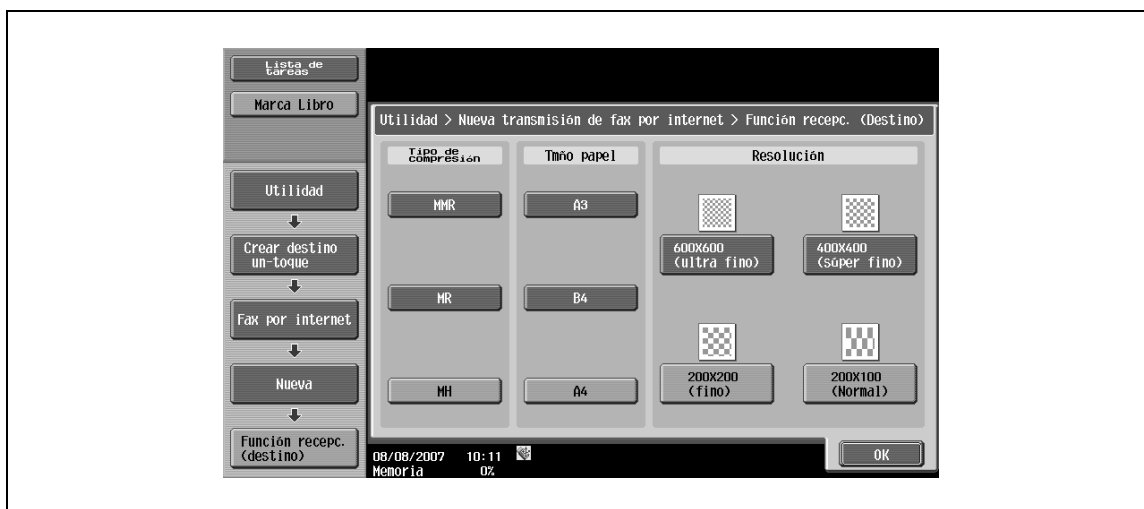 Lista de
tareas
Marca Libro
Utilidad > Nueva transmisión de fax por internet > Función recepc. (Destino)
Tipo de
compresión
Tmño papel
Resolución
Utilidad
MMR
A3
600X600
(ultra fino)
400X400
(súper fino)
Crear destino
un-toque
MR
B4
Fax por internet
Nueva
MH
A4
200X200
(fino)
200X100
(Normal)
Función recepc.
(destino)
08/08/2007 10:11
Memoria 0%
OK